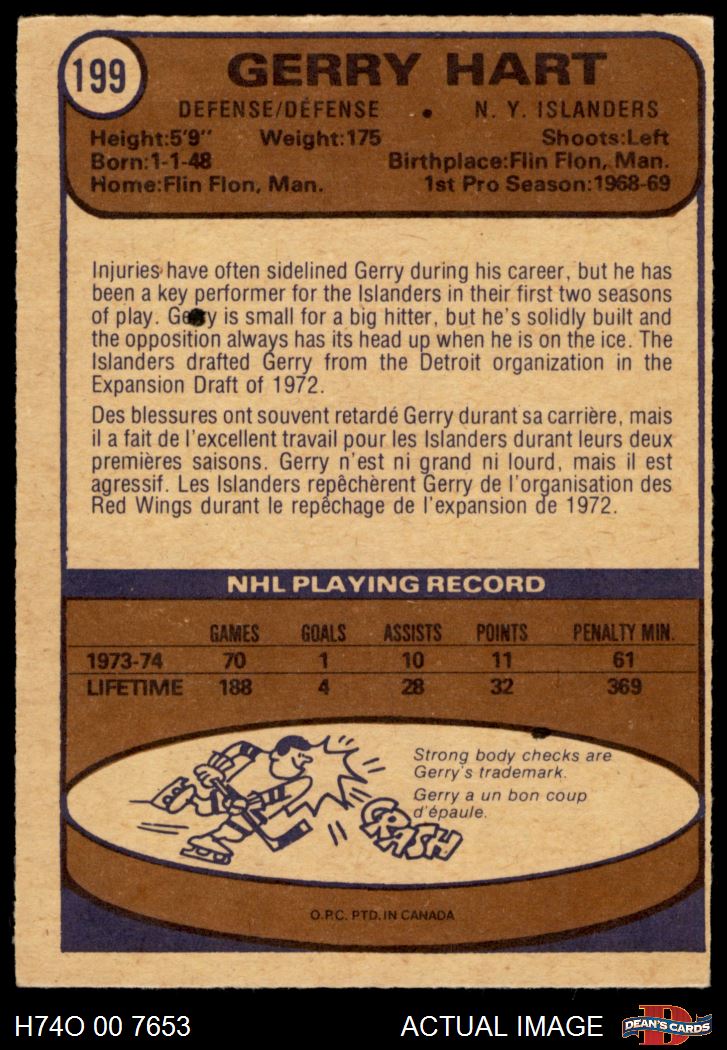 199
GERRY HART
DEFENSE/DÉFENSE • N. Y. ISLANDERS
Height:5'9" Weight:175 Shoots:Left
Born:1-1-48 Birthplace:Flin Flon, Man.
Home:Flin Flon, Man. 1st Pro Season:1968-69
Injuries have often sidelined Gerry during his career, but he has
been a key performer for the Islanders in their first two seasons
of play. Gerry is small for a big hitter, but he's solidly built and
the opposition always has its head up when he is on the ice. The
Islanders drafted Gerry from the Detroit organization in the
Expansion Draft of 1972.
Des blessures ont souvent retardé Gerry durant sa carrière, mais
il a fait de l'excellent travail pour les Islanders durant leurs deux
premières saisons. Gerry n'est ni grand ni lourd, mais il est
agressif. Les Islanders repêchèrent Gerry de l'organisation des
Red Wings durant le repêchage de l'expansion de 1972.
NHL PLAYING RECORD
GAMES GOALS ASSISTS POINTS PENALTY MIN.
1973-74 70 1 10 11 61
LIFETIME 188 4 28 32 369
Strong body checks are
Gerry's trademark.
Gerry a un bon coup
d'épaule.
CRASH
O.P.C. PTD. IN CANADA
H74O 00 7653 ACTUAL IMAGE
D
DEAN'S CARDS